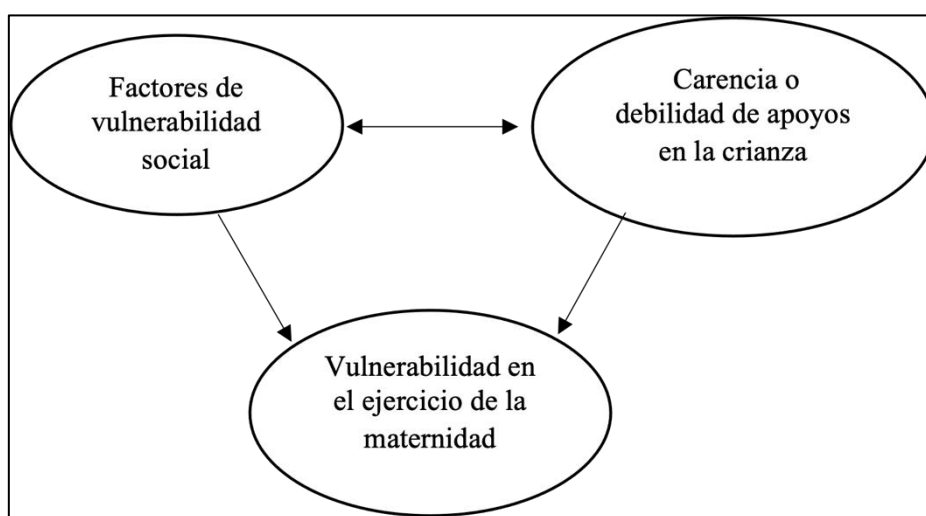 Factores de
vulnerabilidad
social
Carencia o
debilidad de apoyos
en la crianza
Vulnerabilidad en
el ejercicio de la
maternidad